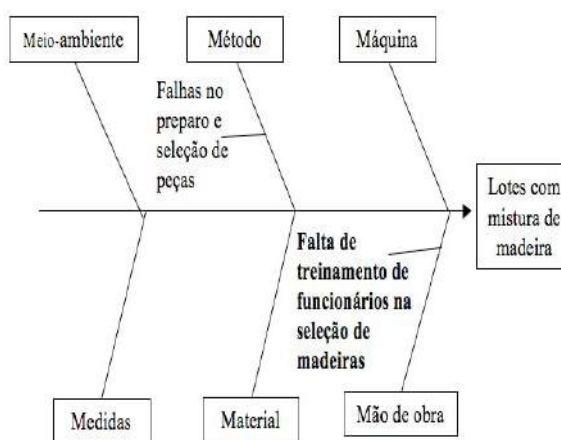 Meio-ambiente
Método
Máquina
Falhas no
preparo e
seleção de
peças
Lotes com
mistura de
madeira
Falta de
treinamento de
funcionários na
seleção de
madeiras
Medidas
Material
Mão de obra